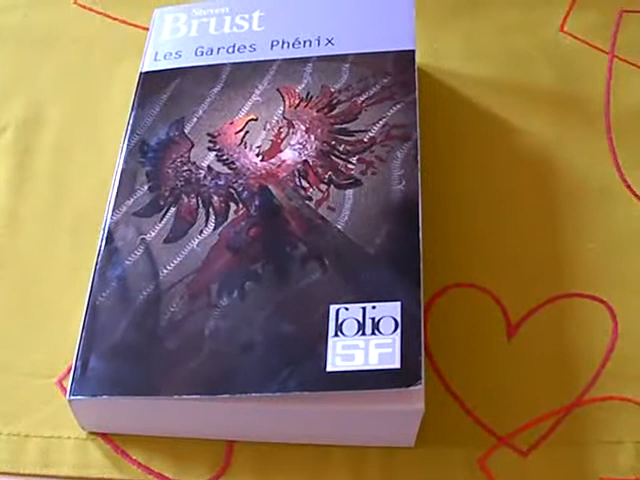 Steven
Brust
Les Gardes Phénix
folio
SF